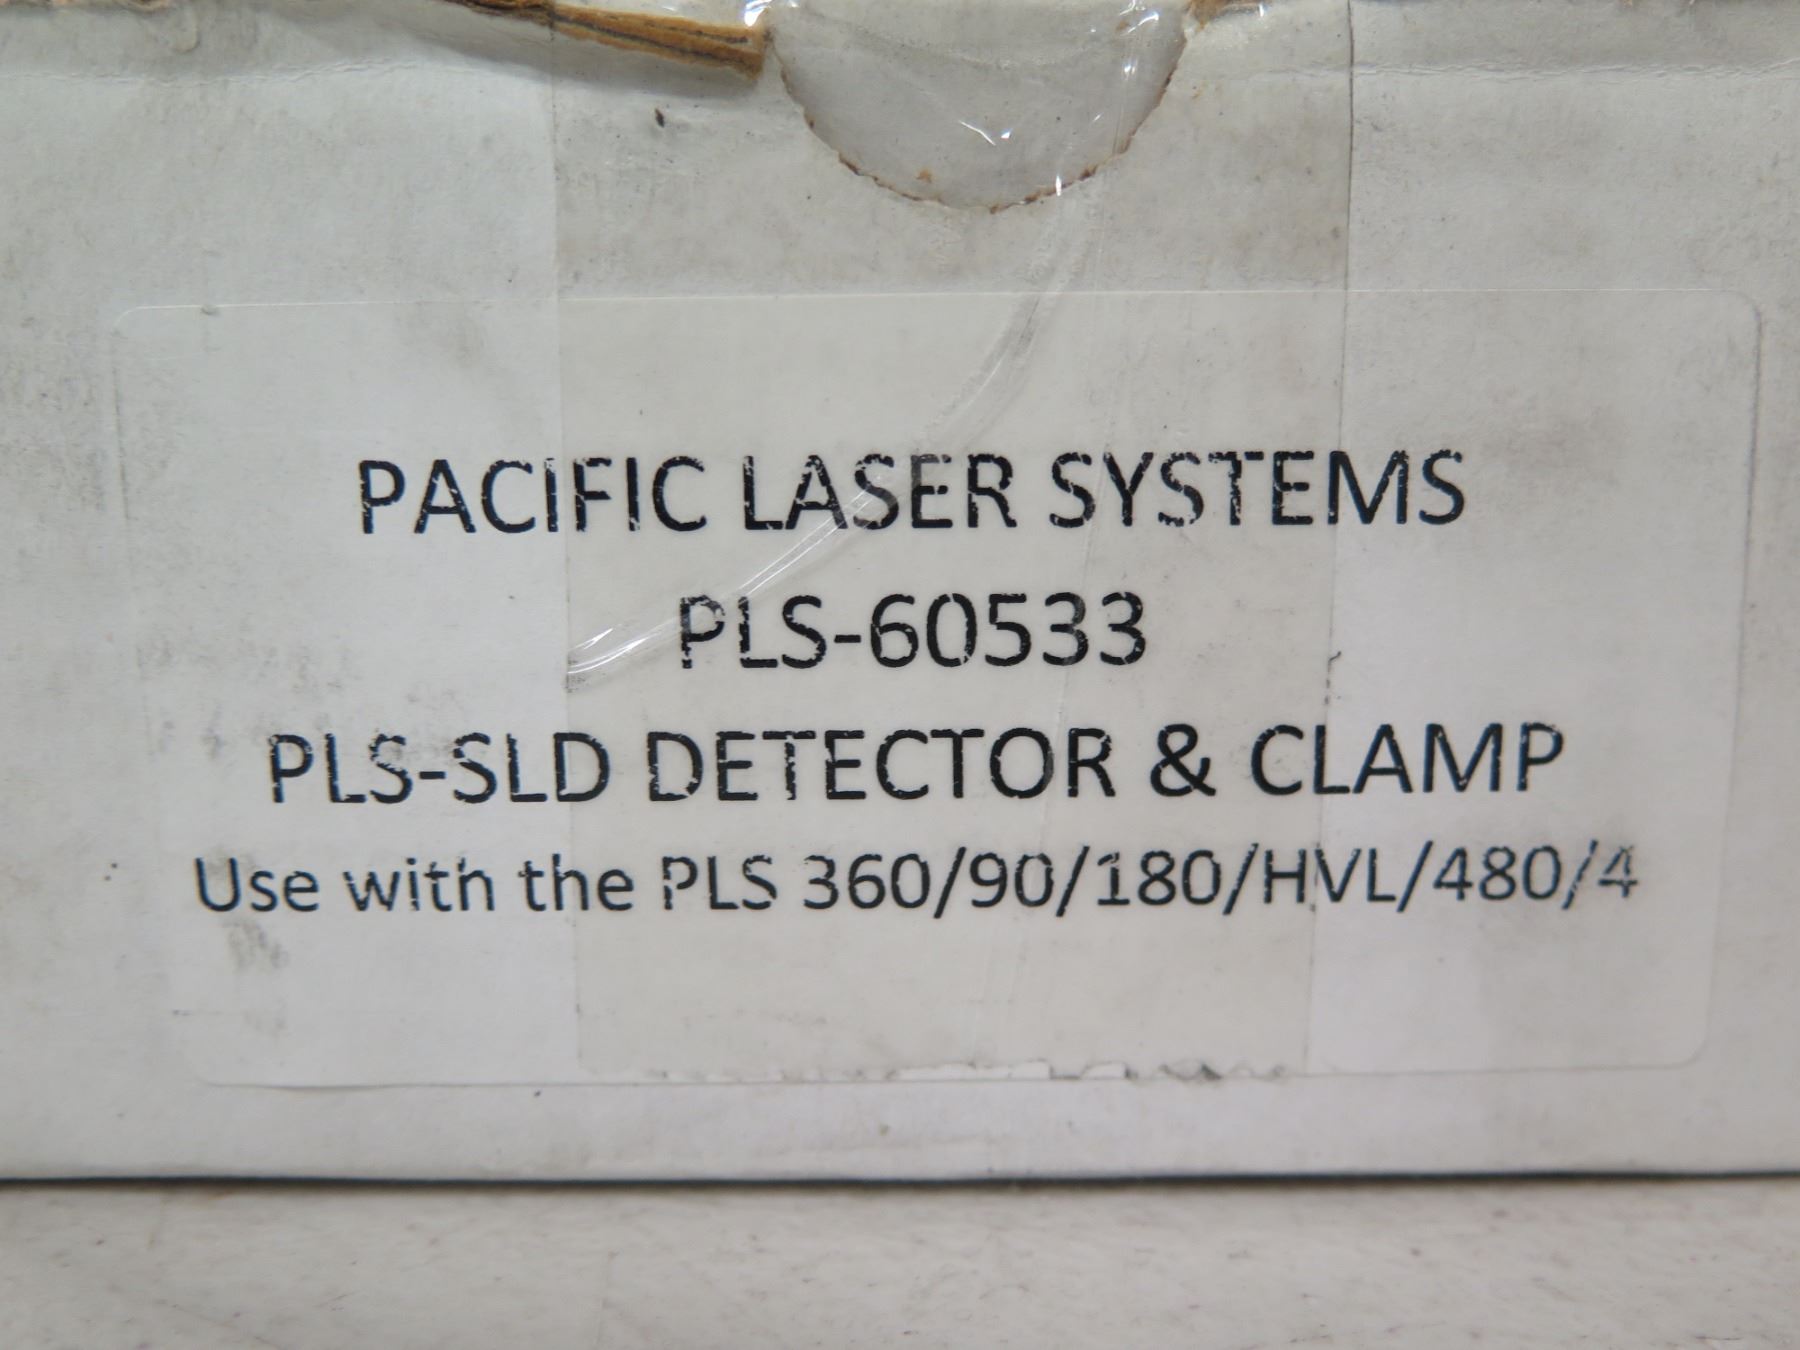 PACIFIC LASER SYSTEMS
PLS-60533
PLS-SLD DETECTOR & CLAMP
Use with the PLS 360/90/180/HVL/480/4